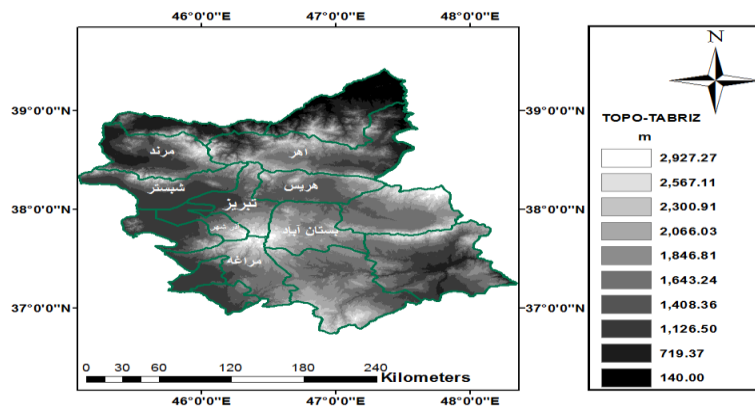 46°0'0"E 47°0'0"E 48°0'0"E
39°0'0"N 39°0'0"N
38°0'0"N 38°0'0"N
37°0'0"N 37°0'0"N
مرند
اهر
شبستر
هریس
تبریز
بستان آباد
مراغه
0 15 30 60 120 180 240
Kilometers
46°0'0"E 47°0'0"E 48°0'0"E
N
TOPO-TABRIZ
m
2,927.27
2,567.11
2,300.91
2,066.03
1,846.81
1,643.24
1,408.36
1,126.50
719.37
140.00